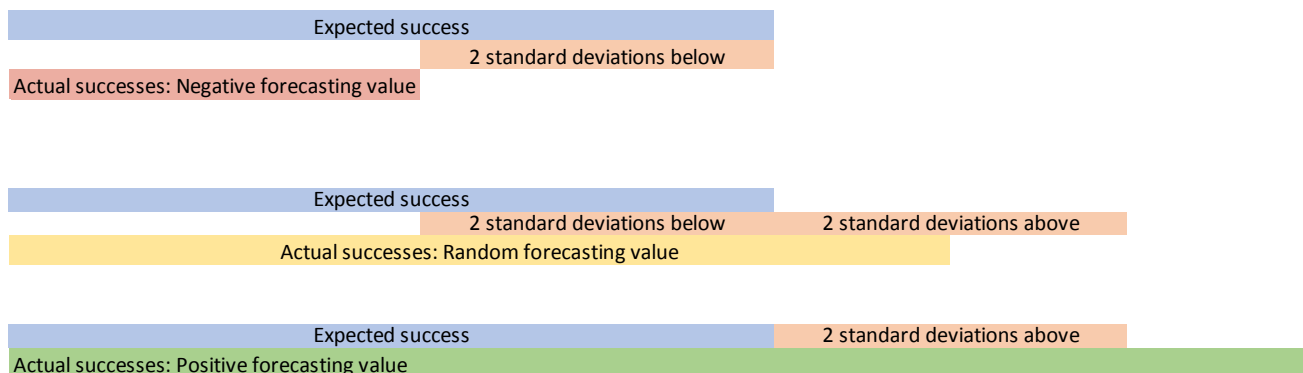 Expected success
2 standard deviations below
Actual successes: Negative forecasting value
Expected success
2 standard deviations below 2 standard deviations above
Actual successes: Random forecasting value
Expected success 2 standard deviations above
Actual successes: Positive forecasting value